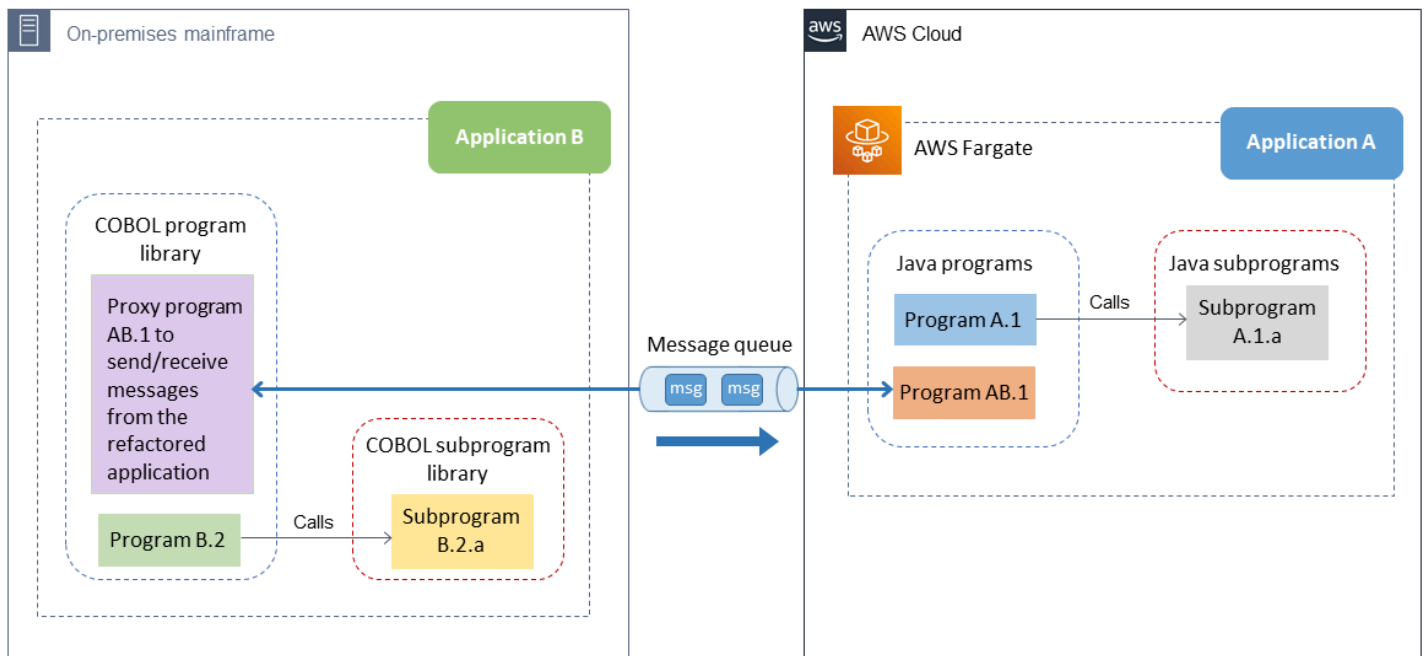 On-premises mainframe
Application B
COBOL program
library
Proxy program
AB.1 to
send/receive
messages
from the
refactored
application
Program B.2
Calls
COBOL subprogram
library
Subprogram
B.2.a
Message queue
msg
msg
aws
AWS Cloud
AWS Fargate
Application A
Java programs
Program A.1
Program AB.1
Calls
Java subprograms
Subprogram
A.1.a